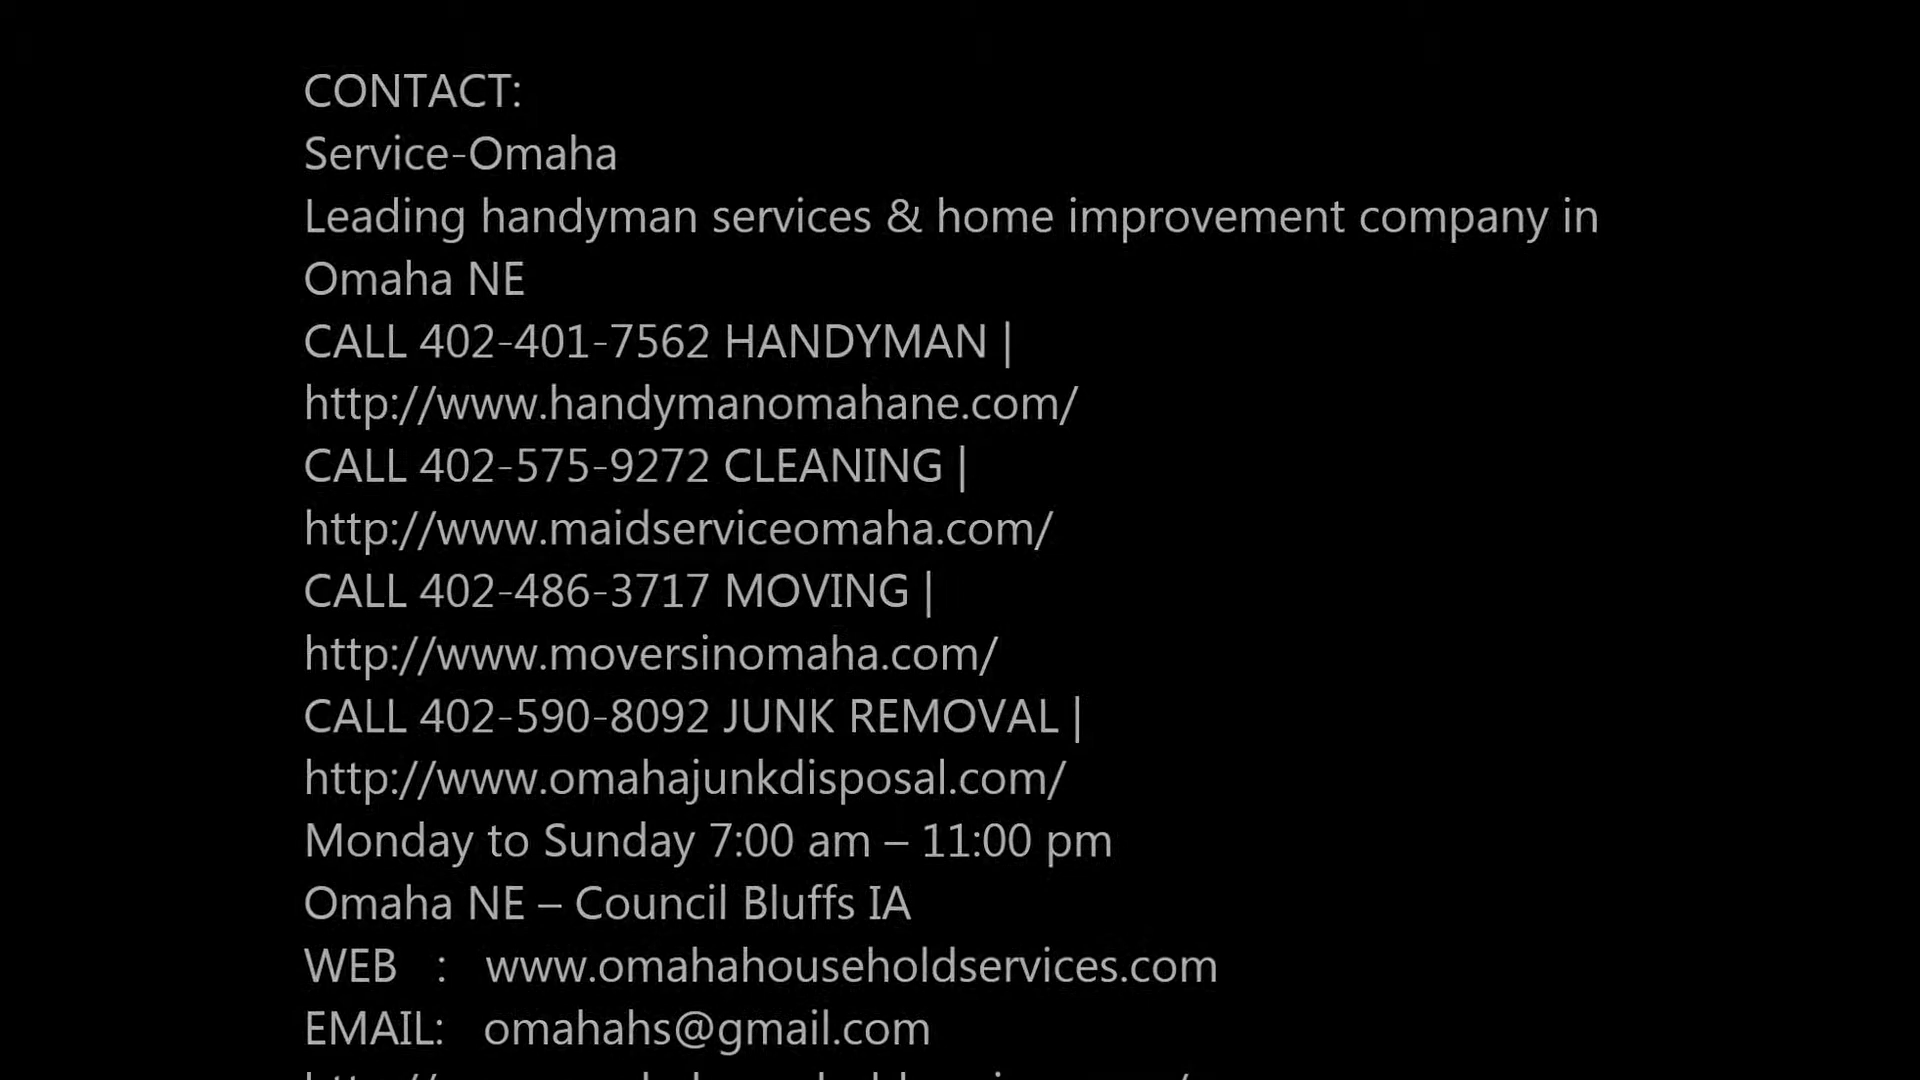 CONTACT:
Service-Omaha
Leading handyman services & home improvement company in
Omaha NE
CALL 402-401-7562 HANDYMAN |
http://www.handymanomahane.com/
CALL 402-575-9272 CLEANING |
http://www.maidserviceomaha.com/
CALL 402-486-3717 MOVING |
http://www.moversinomaha.com/
CALL 402-590-8092 JUNK REMOVAL |
http://www.omahajunkdisposal.com/
Monday to Sunday 7:00 am – 11:00 pm
Omaha NE – Council Bluffs IA
WEB : www.omahahouseholdservices.com
EMAIL: omahahs@gmail.com